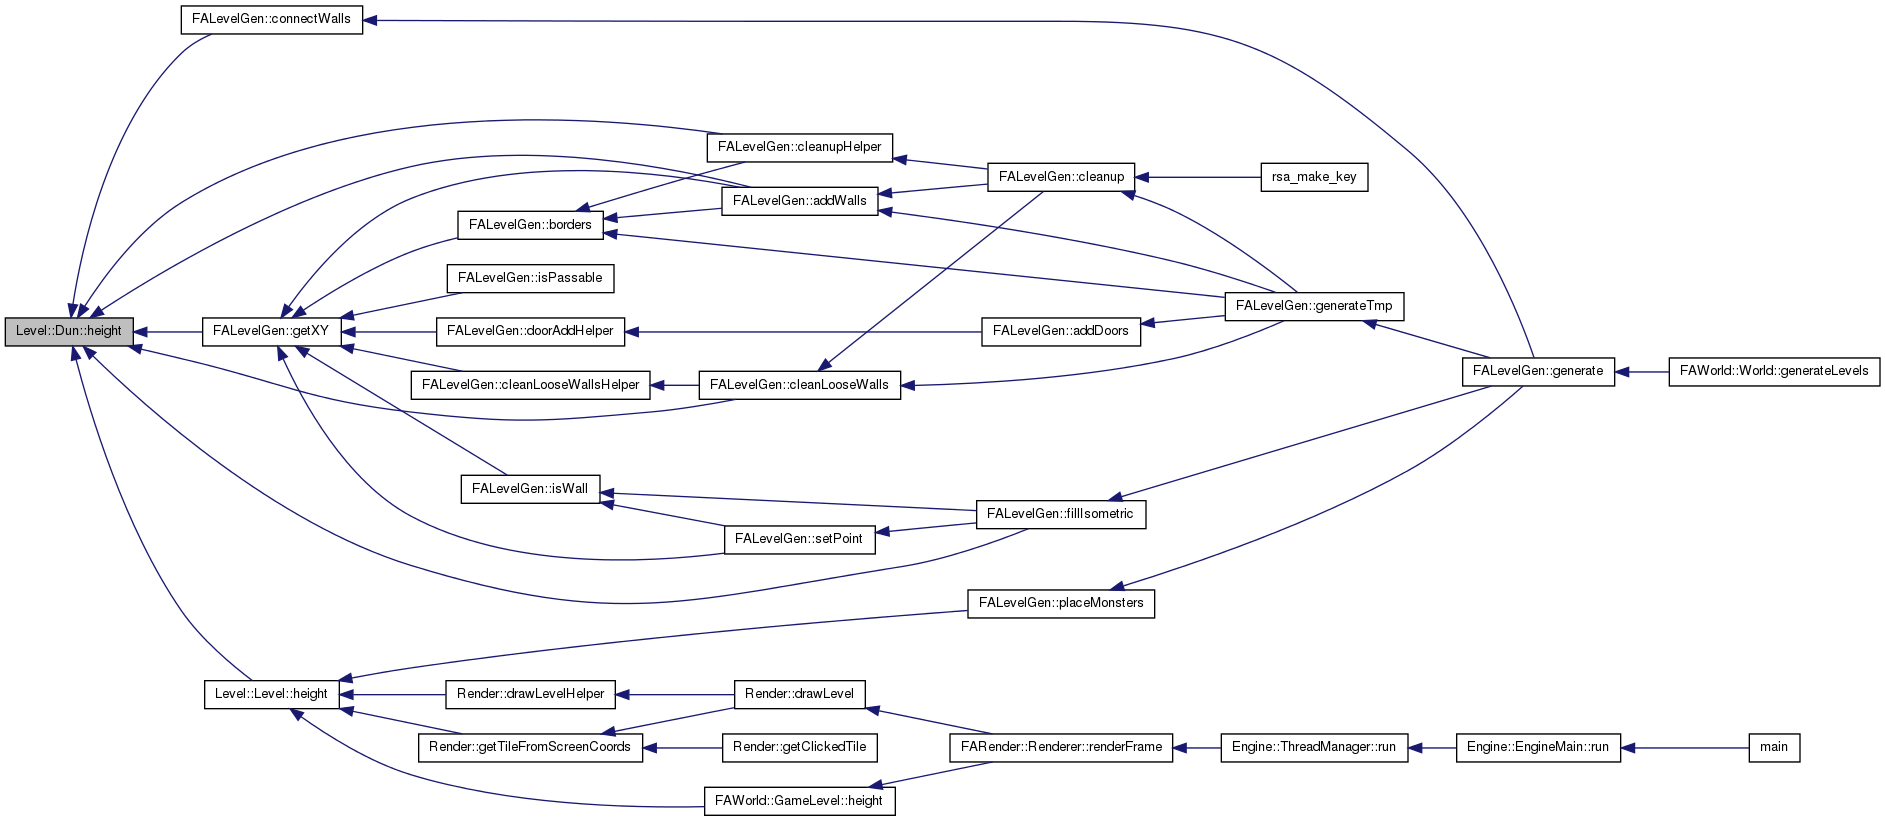 FALevelGen::connectWalls
FALevelGen::cleanupHelper
FALevelGen::cleanup
rsa_make_key
FALevelGen::addWalls
FALevelGen::borders
FALevelGen::isPassable
FALevelGen::generateTmp
Level::Dun::height
FALevelGen::getXY
FALevelGen::doorAddHelper
FALevelGen::addDoors
FALevelGen::cleanLooseWallsHelper
FALevelGen::cleanLooseWalls
FALevelGen::generate
FAWorld::World::generateLevels
FALevelGen::isWall
FALevelGen::fillIsometric
FALevelGen::setPoint
FALevelGen::placeMonsters
Level::Level::height
Render::drawLevelHelper
Render::drawLevel
Render::getTileFromScreenCoords
Render::getClickedTile
FARender::Renderer::renderFrame
Engine::ThreadManager::run
Engine::EngineMain::run
main
FAWorld::GameLevel::height